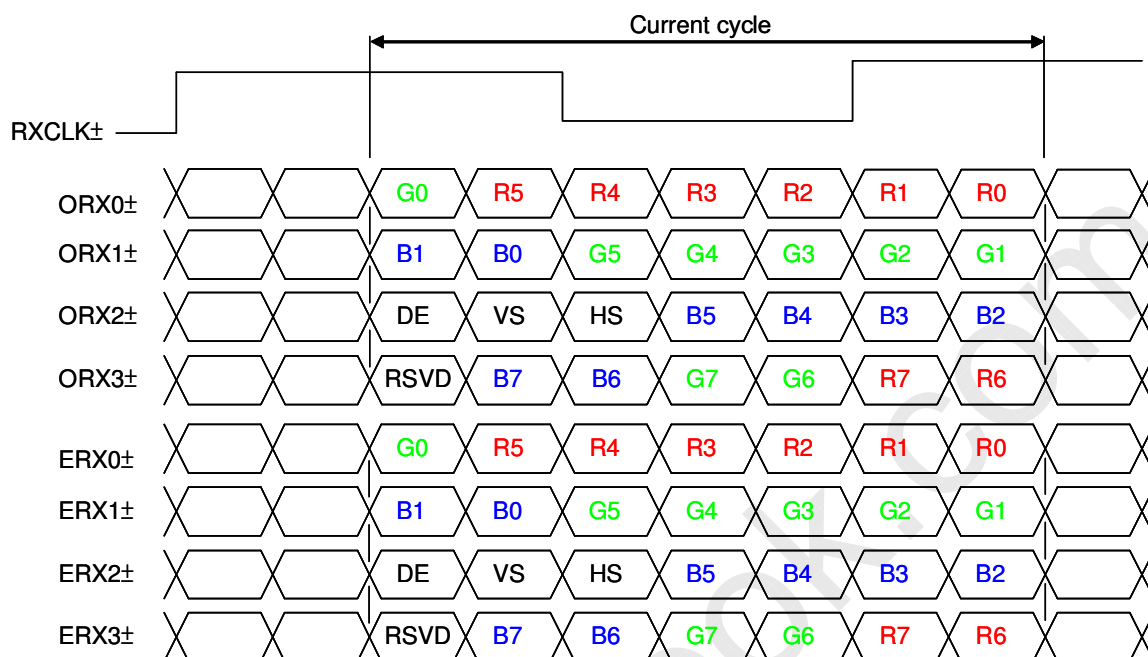 Current cycle
RXCLK±
ORX0± G0 R5 R4 R3 R2 R1 R0
ORX1± B1 B0 G5 G4 G3 G2 G1
ORX2± DE VS HS B5 B4 B3 B2
ORX3± RSVD B7 B6 G7 G6 R7 R6
ERX0± G0 R5 R4 R3 R2 R1 R0
ERX1± B1 B0 G5 G4 G3 G2 G1
ERX2± DE VS HS B5 B4 B3 B2
ERX3± RSVD B7 B6 G7 G6 R7 R6
ook.com